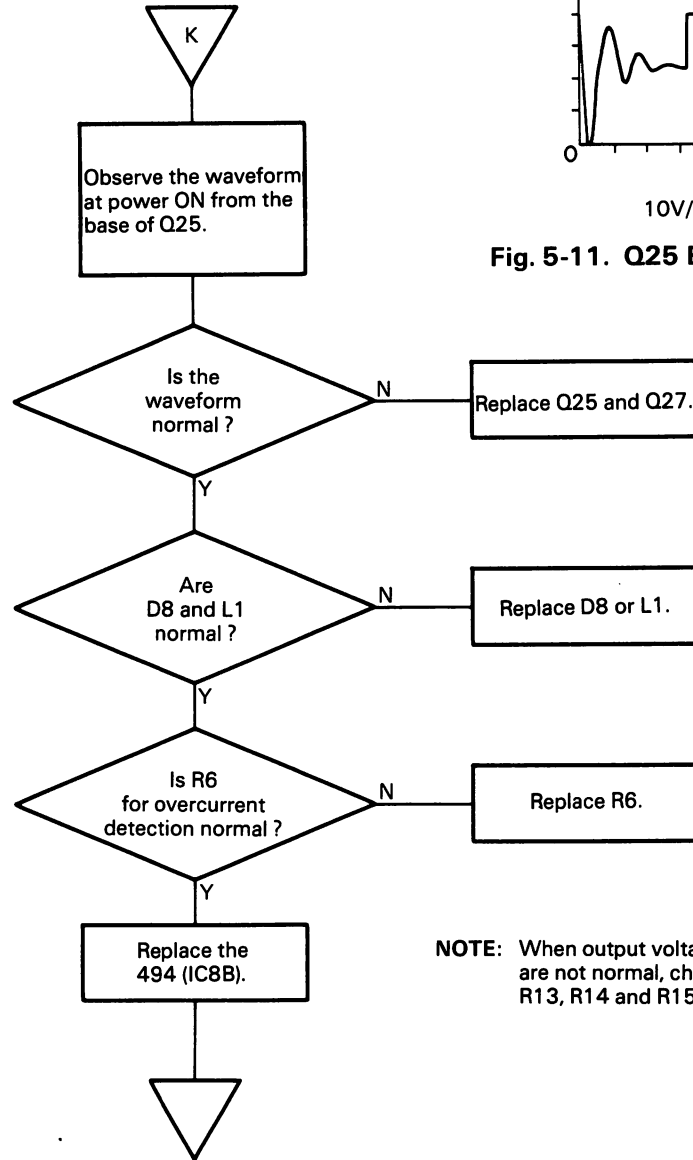 K
Observe the waveform
at power ON from the
base of Q25.
O
10V/
Fig. 5-11. Q25
Is the
waveform
normal ?
N
Replace Q25 and Q27.
Y
Are
D8 and L1
normal ?
N
Replace D8 or L1.
Y
Is R6
for overcurrent
detection normal ?
N
Replace R6.
Y
Replace the
494 (IC8B).
NOTE: When output volta
are not normal, ch
R13, R14 and R15